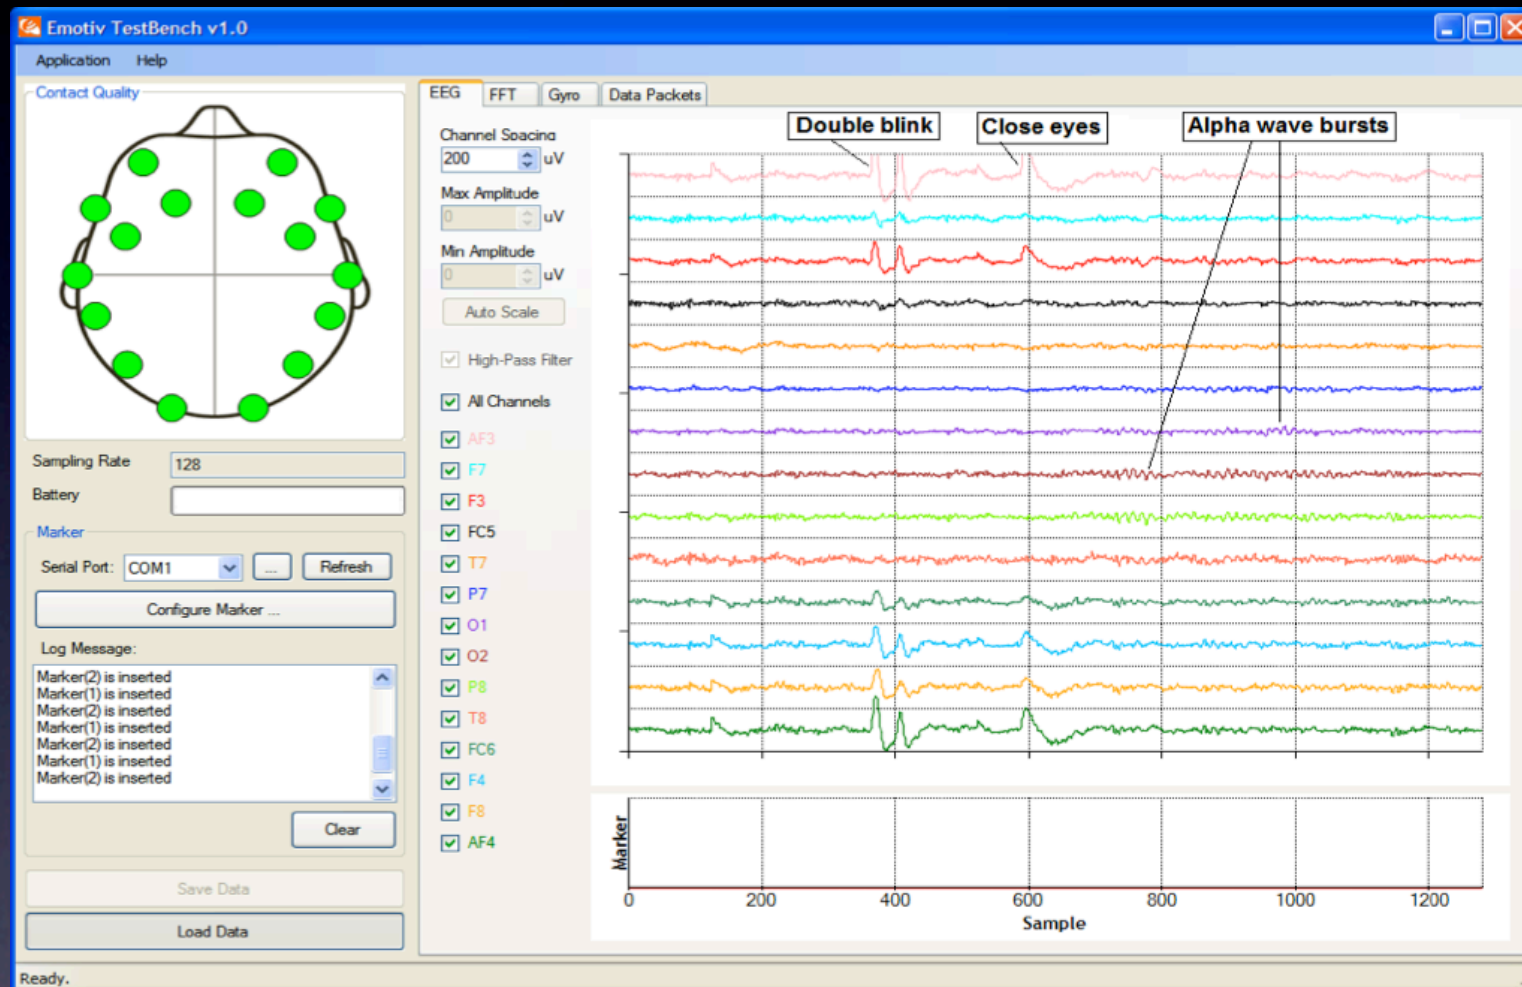 Emotiv TestBench v1.0
Application Help
Contact Quality
Sampling Rate 128
Battery
Marker
Serial Port: COM1 ... Refresh
Configure Marker ...
Log Message:
Marker(2) is inserted
Marker(1) is inserted
Marker(2) is inserted
Marker(1) is inserted
Marker(2) is inserted
Marker(1) is inserted
Marker(2) is inserted
Clear
Save Data
Load Data
EEG FFT Gyro Data Packets
Channel Spacing
200 uV
Max Amplitude
0 uV
Min Amplitude
0 uV
Auto Scale
High-Pass Filter
All Channels
AF3
F7
F3
FC5
T7
P7
O1
O2
P8
T8
FC6
F4
F8
AF4
Double blink Close eyes Alpha wave bursts
Marker
0 200 400 600 800 1000 1200
Sample
Ready.